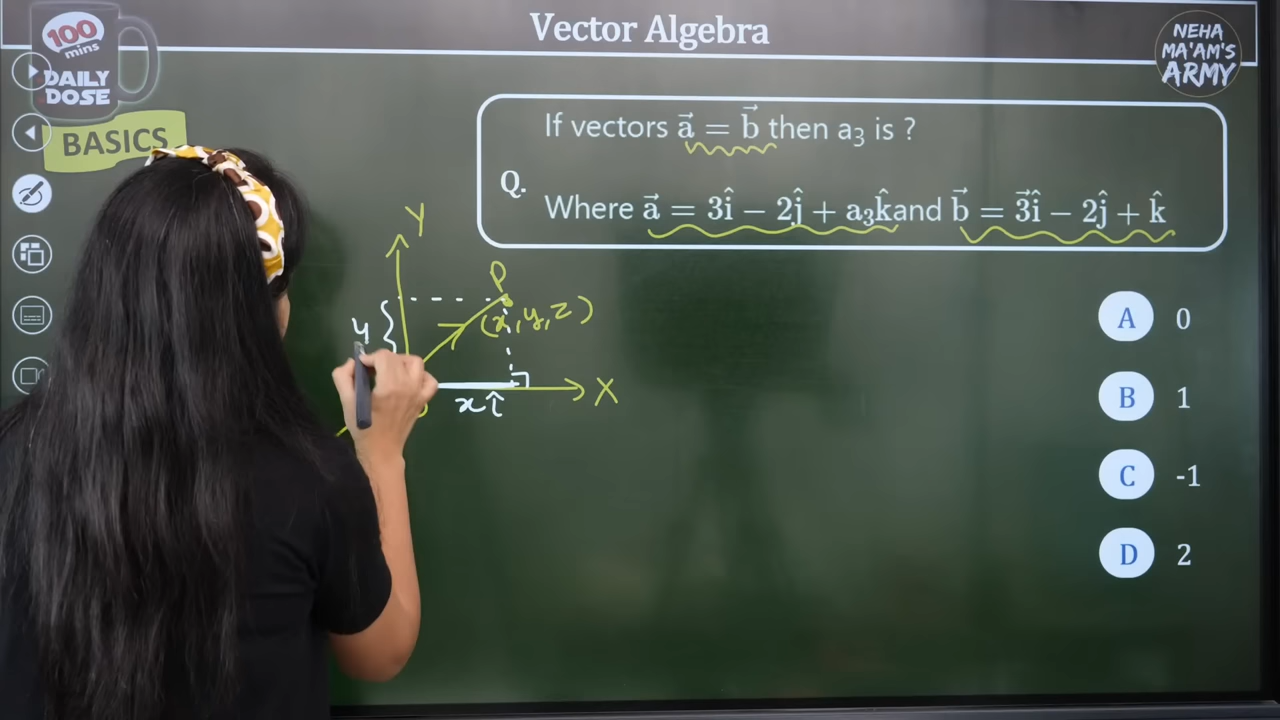 Vector Algebra
100
mins
DAILY
DOSE
NEHA
MA'AM'S
ARMY
BASICS
If vectors a⃗ = b⃗ then a₃ is ?
Q.
Where a⃗ = 3î − 2ĵ + a₃k̂and b⃗ = 3⃗î − 2ĵ + k̂
Y
P
(x, y, z)
y
X
xî
A 0
B 1
C -1
D 2